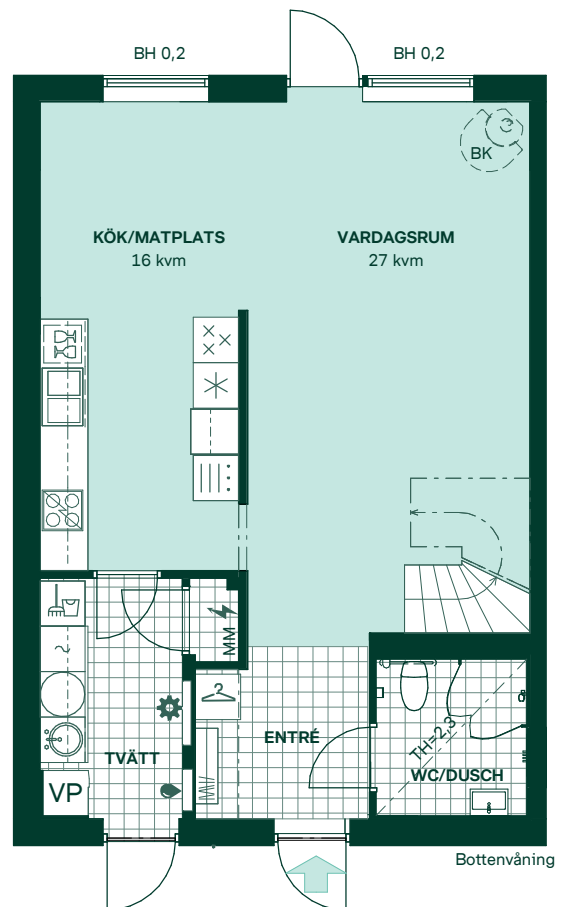 BH 0,2
BH 0,2
BK
KÖK/MATPLATS
16 kvm
VARDAGSRUM
27 kvm
MM
ENTRÉ
TH=2,3
TVÄTT
WC/DUSCH
VP
Bottenvåning